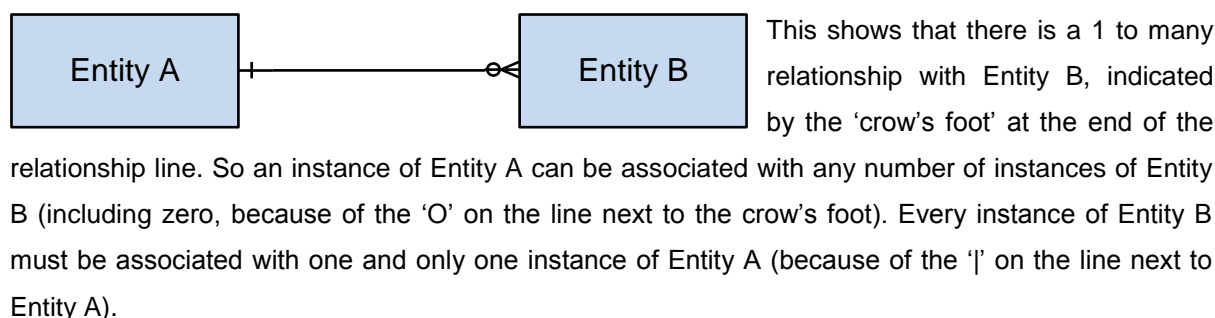 Entity A
Entity B
This shows that there is a 1 to many
relationship with Entity B, indicated
by the ‘crow’s foot’ at the end of the
relationship line. So an instance of Entity A can be associated with any number of instances of Entity
B (including zero, because of the ‘O’ on the line next to the crow’s foot). Every instance of Entity B
must be associated with one and only one instance of Entity A (because of the ‘|’ on the line next to
Entity A).